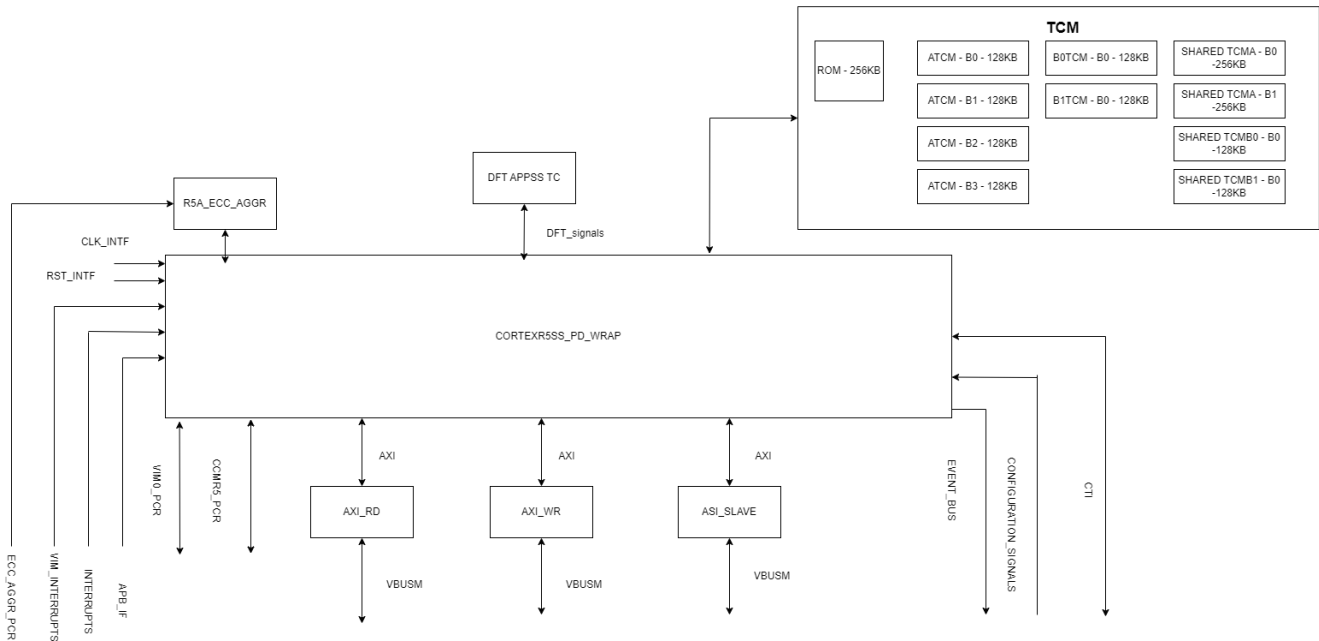 TCM
ROM - 256KB
ATCM - B0 - 128KB
B0TCM - B0 - 128KB
SHARED TCMA - B0
-256KB
ATCM - B1 - 128KB
B1TCM - B0 - 128KB
SHARED TCMA - B1
-256KB
ATCM - B2 - 128KB
SHARED TCMB0 - B0
-128KB
ATCM - B3 - 128KB
SHARED TCMB1 - B0
-128KB
DFT APPSS TC
R5A_ECC_AGGR
DFT_signals
CLK_INTF
RST_INTF
CORTEXR5SS_PD_WRAP
VIM0_PCR
CCMR5_PCR
AXI
AXI
AXI
AXI_RD
AXI_WR
ASI_SLAVE
VBUSM
VBUSM
VBUSM
EVENT_BUS
CONFIGURATION_SIGNALS
CTI
ECC_AGGR_PCR
VIM_INTERRUPTS
INTERRUPTS
APB_IF